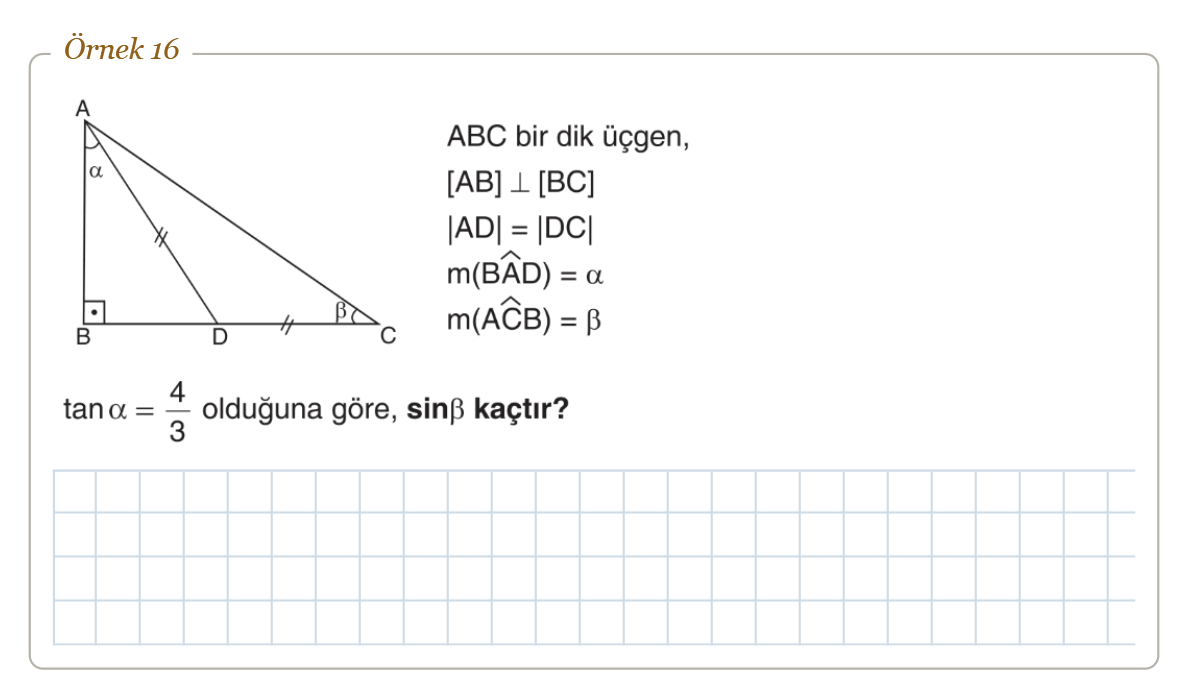 Örnek 16
A
α
B
D
β
C
ABC bir dik üçgen,
[AB] ⊥ [BC]
|AD| = |DC|
m(BÂD) = α
m(AĈB) = β
tan α = 4/3 olduğuna göre, sinβ kaçtır?